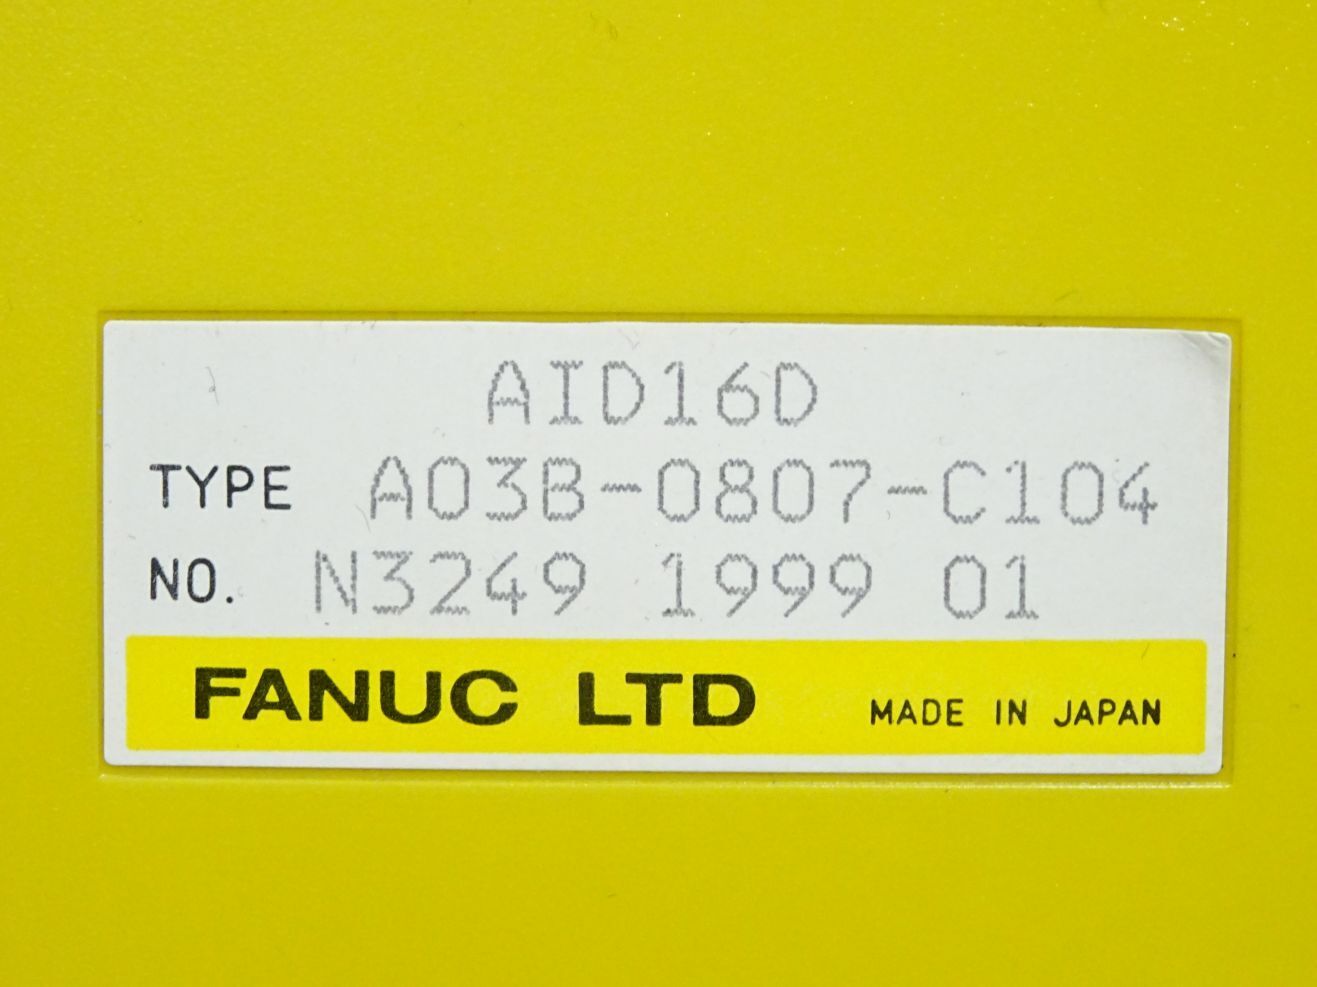 AID16D
TYPE A03B-0807-C104
NO. N3249 1999 01
FANUC LTD MADE IN JAPAN